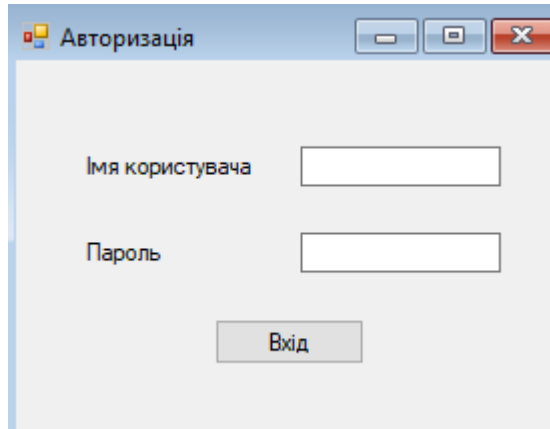 Авторизація
Імя користувача
Пароль
Вхід